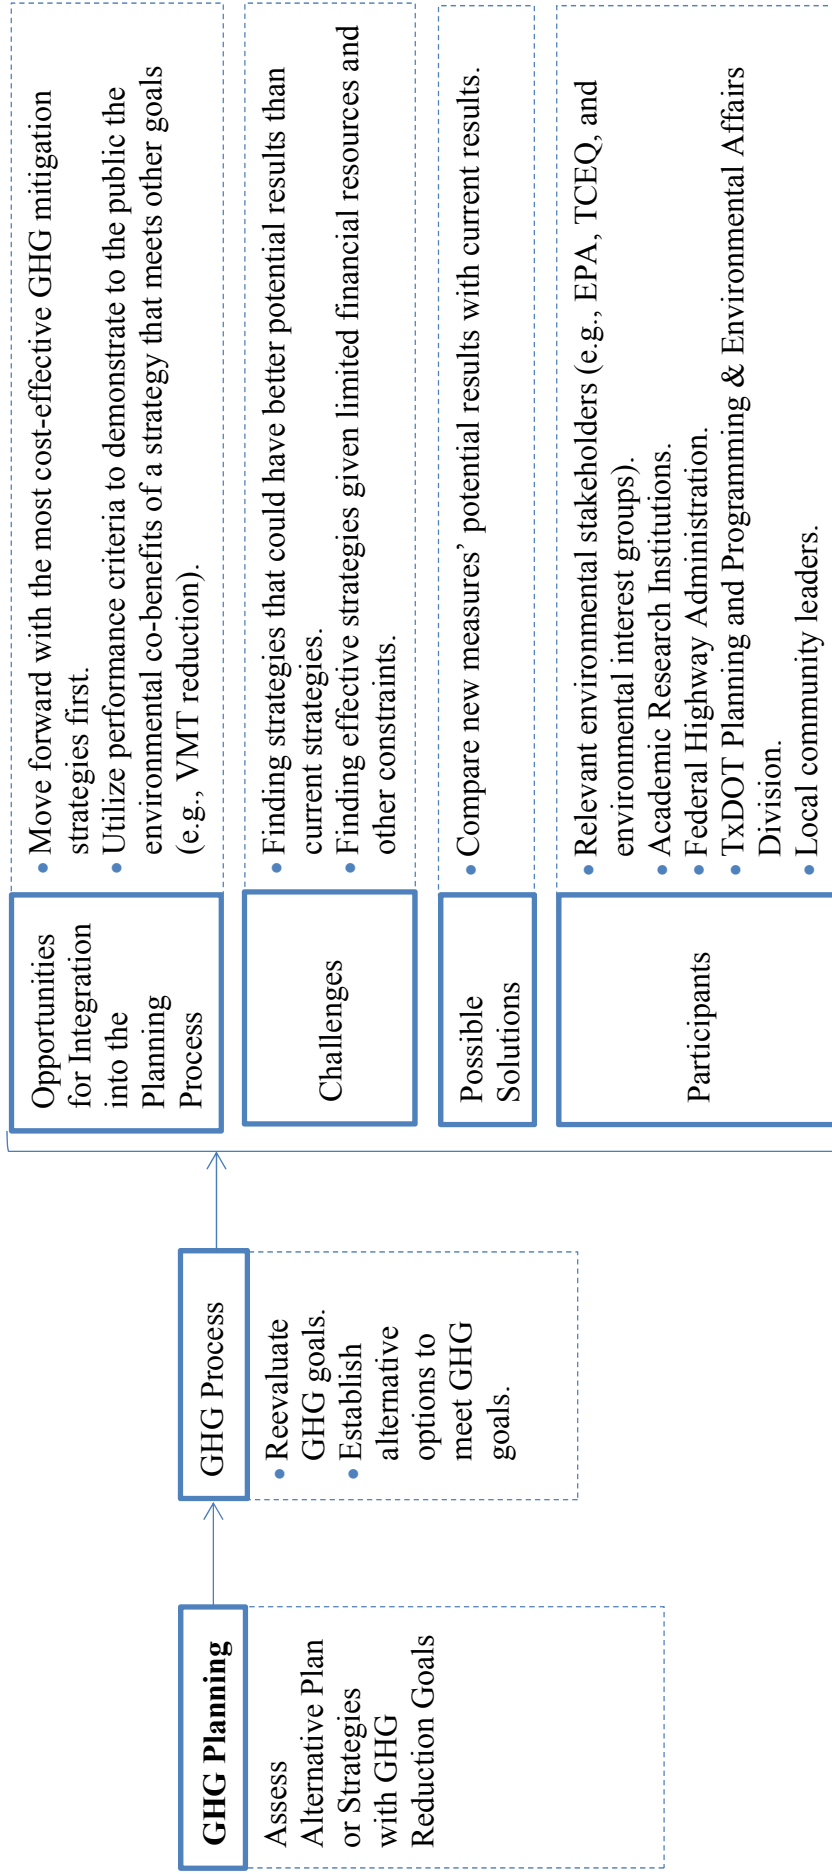 GHG Planning
Assess
Alternative Plan
or Strategies
with GHG
Reduction Goals
GHG Process
• Reevaluate
GHG goals.
• Establish
alternative
options to
meet GHG
goals.
Opportunities
for Integration
into the
Planning
Process
• Move forward with the most cost-effective GHG mitigation
strategies first.
• Utilize performance criteria to demonstrate to the public the
environmental co-benefits of a strategy that meets other goals
(e.g., VMT reduction).
Challenges
• Finding strategies that could have better potential results than
current strategies.
• Finding effective strategies given limited financial resources and
other constraints.
Possible
Solutions
• Compare new measures’ potential results with current results.
Participants
• Relevant environmental stakeholders (e.g., EPA, TCEQ, and
environmental interest groups).
• Academic Research Institutions.
• Federal Highway Administration.
• TxDOT Planning and Programming & Environmental Affairs
Division.
• Local community leaders.